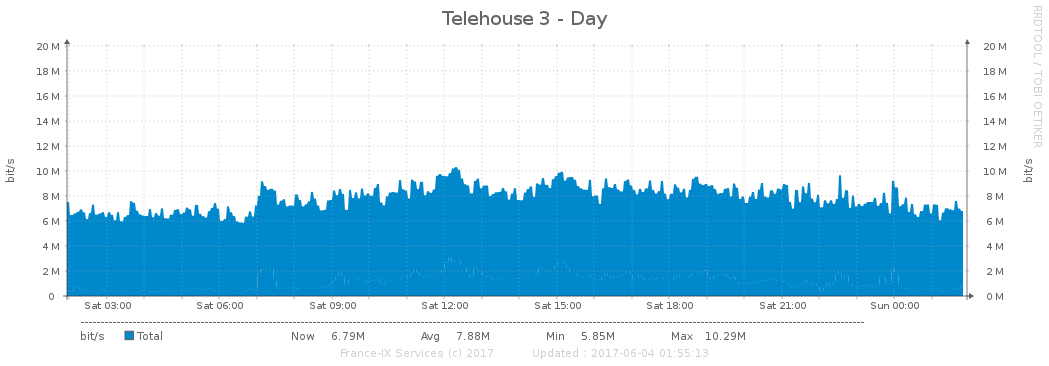 Telehouse 3 - Day
RRDTOOL / TOBI OETIKER
bit/s
20 M 20 M
18 M 18 M
16 M 16 M
14 M 14 M
12 M 12 M
10 M 10 M
8 M 8 M
6 M 6 M
4 M 4 M
2 M 2 M
0 0 M
bit/s
Sat 03:00 Sat 06:00 Sat 09:00 Sat 12:00 Sat 15:00 Sat 18:00 Sat 21:00 Sun 00:00
bit/s Total Now 6.79M Avg 7.88M Min 5.85M Max 10.29M
France-IX Services (c) 2017 Updated : 2017-06-04 01:55:13